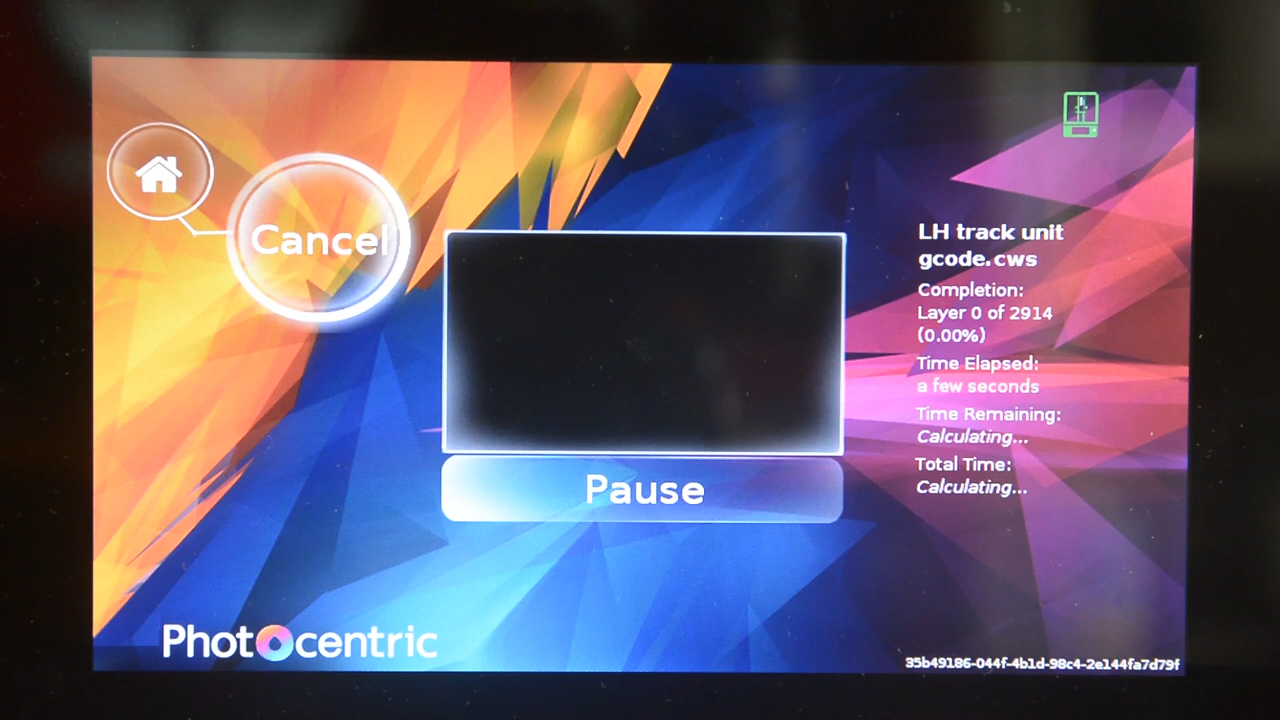 Cancel
LH track unit
gcode.cws
Completion:
Layer 0 of 2914
(0.00%)
Time Elapsed:
a few seconds
Time Remaining:
Calculating...
Total Time:
Calculating...
Pause
Photocentric
35b49186-044f-4b1d-98c4-2e144fa7d79f